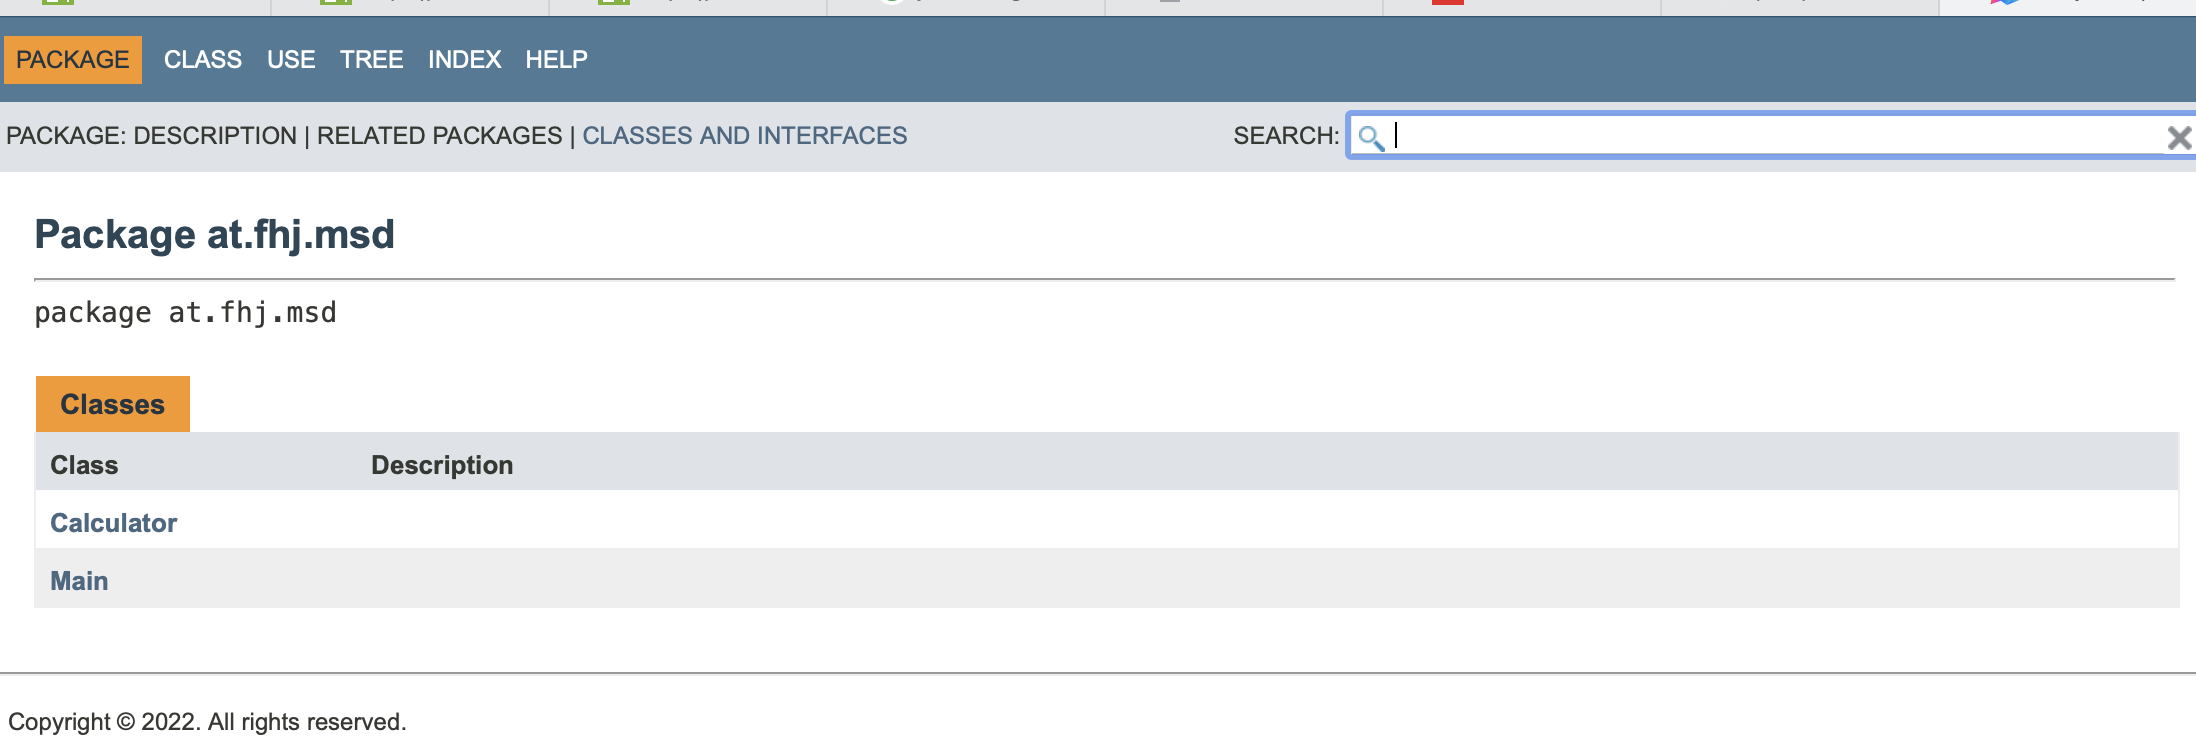 PACKAGE CLASS USE TREE INDEX HELP
PACKAGE: DESCRIPTION | RELATED PACKAGES | CLASSES AND INTERFACES SEARCH:
Package at.fhj.msd
package at.fhj.msd
Classes
Class Description
Calculator
Main
Copyright © 2022. All rights reserved.